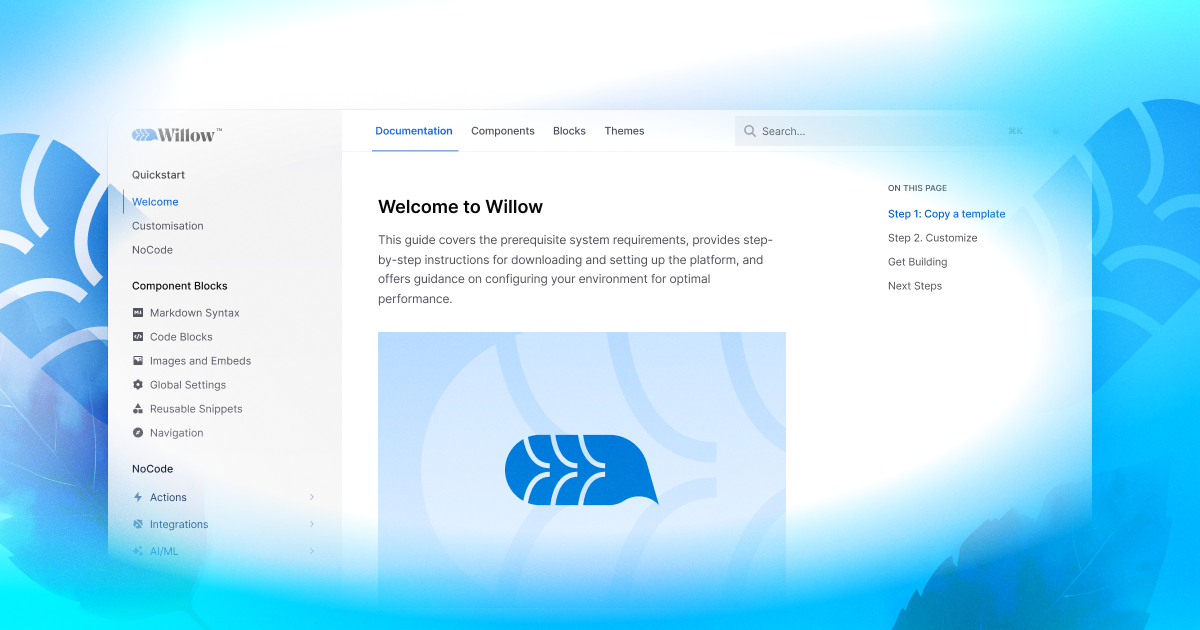 Willow™
Documentation
Components
Blocks
Themes
Search...
⌘K
Quickstart
Welcome
Customisation
NoCode
Component Blocks
Markdown Syntax
Code Blocks
Images and Embeds
Global Settings
Reusable Snippets
Navigation
NoCode
Actions
Integrations
AI/ML
Welcome to Willow
This guide covers the prerequisite system requirements, provides step-
by-step instructions for downloading and setting up the platform, and
offers guidance on configuring your environment for optimal
performance.
ON THIS PAGE
Step 1: Copy a template
Step 2. Customize
Get Building
Next Steps